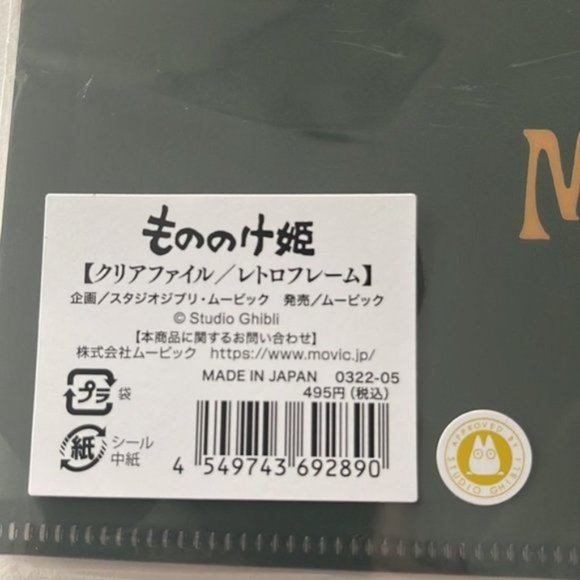 M
もののけ姫
【クリアファイル／レトロフレーム】
企画／スタジオジブリ・ムービック　発売／ムービック
© Studio Ghibli
【本商品に関するお問い合わせ】
株式会社ムービック　https://www.movic.jp/
MADE IN JAPAN　0322-05
495円（税込）
プラ 袋
紙 シール
中紙
4 549743 692890
APPROVED BY
STUDIO GHIBLI